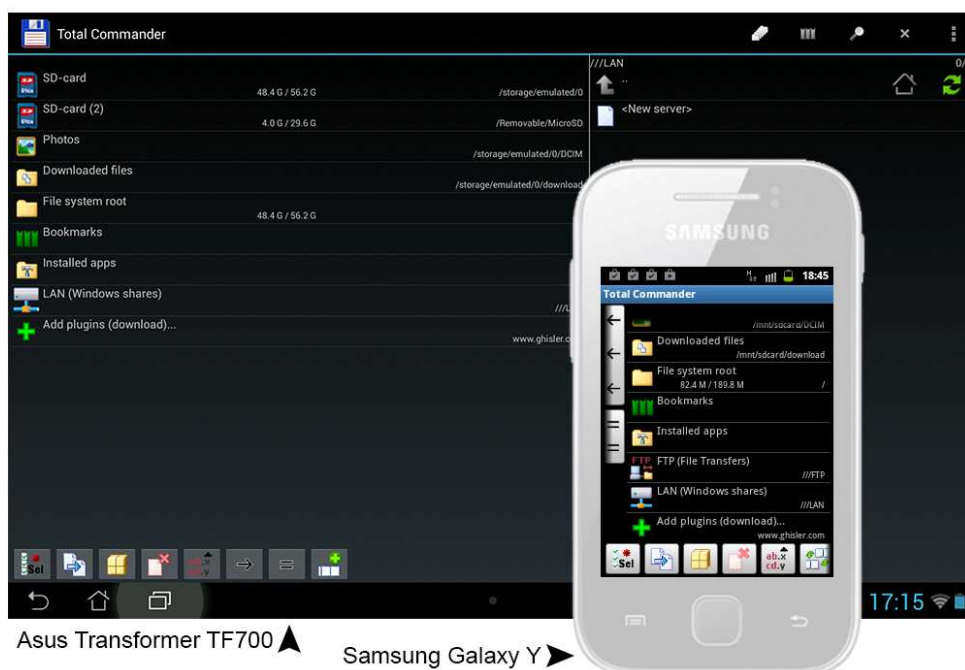 Total Commander
///LAN
0/
SD-card
48.4 G / 56.2 G
/storage/emulated/0
..
SD-card (2)
4.0 G / 29.6 G
/Removable/MicroSD
<New server>
Photos
/storage/emulated/0/DCIM
Downloaded files
/storage/emulated/0/download
File system root
48.4 G / 56.2 G
Bookmarks
Installed apps
LAN (Windows shares)
///L
Add plugins (download)...
www.ghisler.c
Sel
17:15
SAMSUNG
H
18:45
Total Commander
/mnt/sdcard/DCIM
Downloaded files
/mnt/sdcard/download
File system root
82.4 M / 189.8 M
/
Bookmarks
Installed apps
FTP
FTP (File Transfers)
///FTP
LAN (Windows shares)
///LAN
Add plugins (download)...
www.ghisler.com
Sel
ab.x
cd.y
Asus Transformer TF700
Samsung Galaxy Y